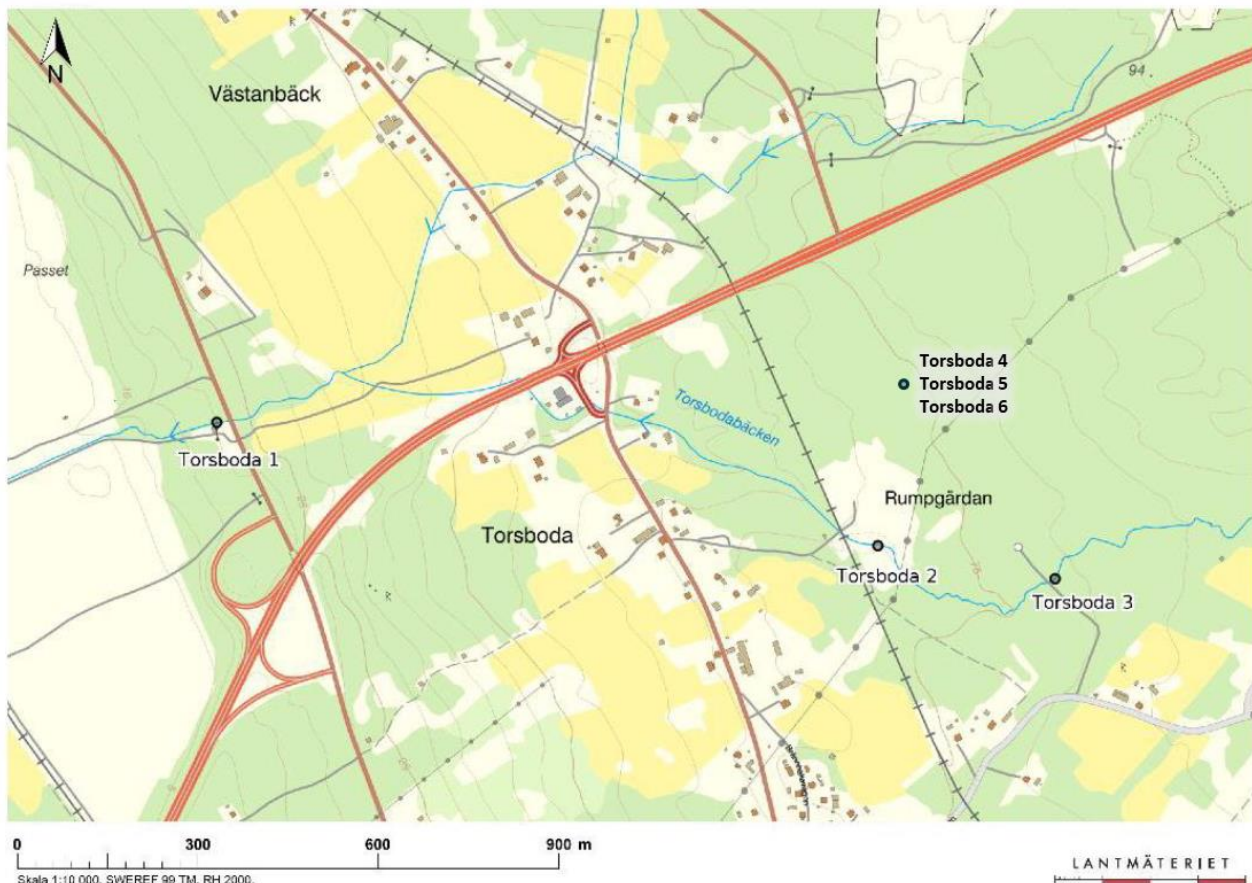 N
Västanbäck
94
Passet
Torsboda 4
Torsboda 5
Torsboda 6
Torsbodabäcken
Torsboda 1
Rumpgårdan
Torsboda
Torsboda 2
Torsboda 3
0 300 600 900 m
Skala 1:10 000, SWEREF 99 TM, RH 2000.
LANTMÄTERIET